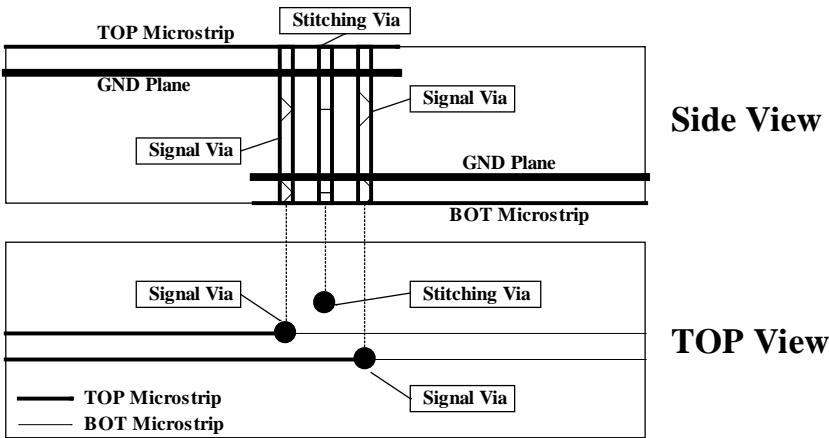 Stitching Via
TOP Microstrip
GND Plane
Signal Via
Side View
Signal Via
GND Plane
BOT Microstrip
Signal Via
Stitching Via
TOP View
TOP Microstrip
Signal Via
BOT Microstrip